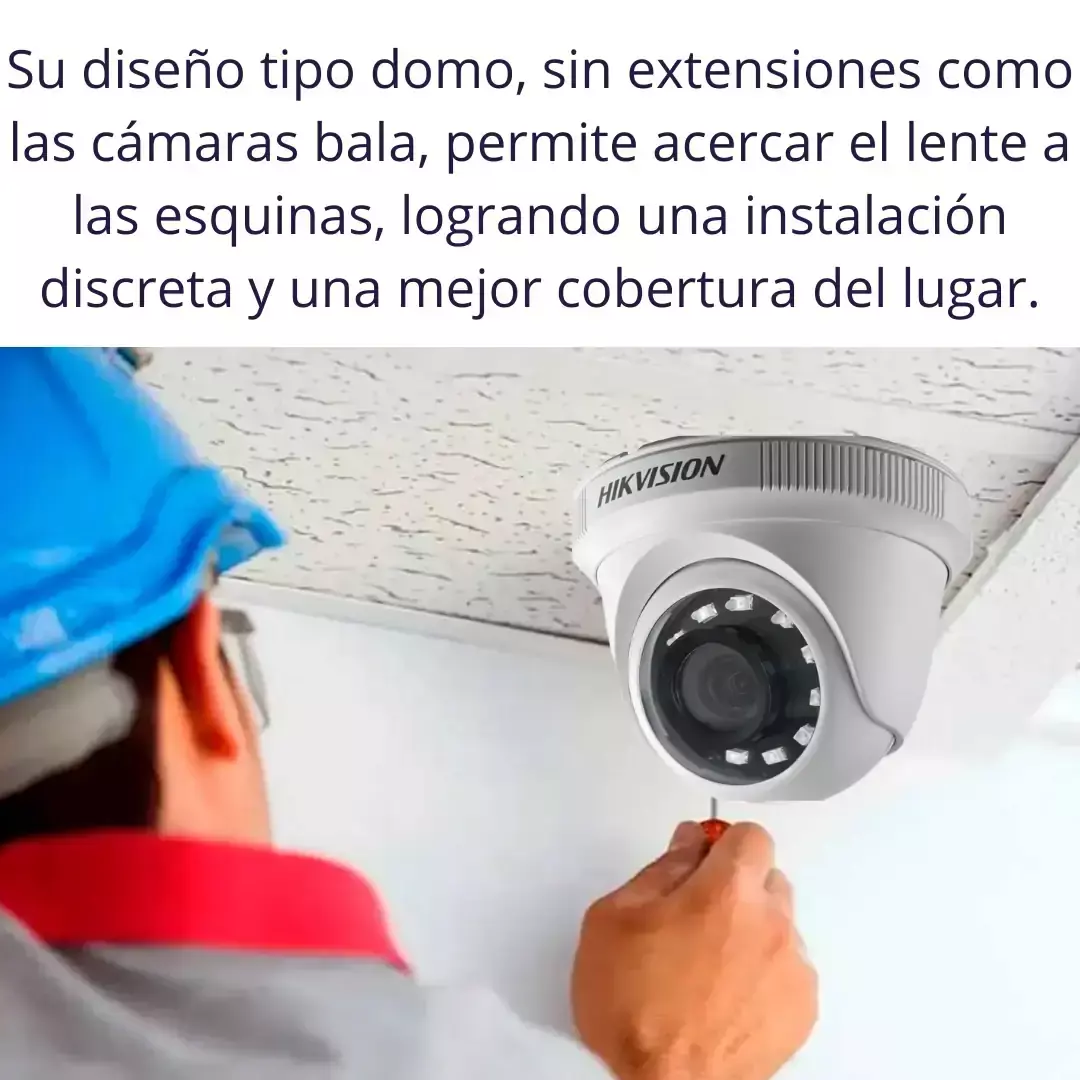 Su diseño tipo domo, sin extensiones como
las cámaras bala, permite acercar el lente a
las esquinas, logrando una instalación
discreta y una mejor cobertura del lugar.
HIKVISION